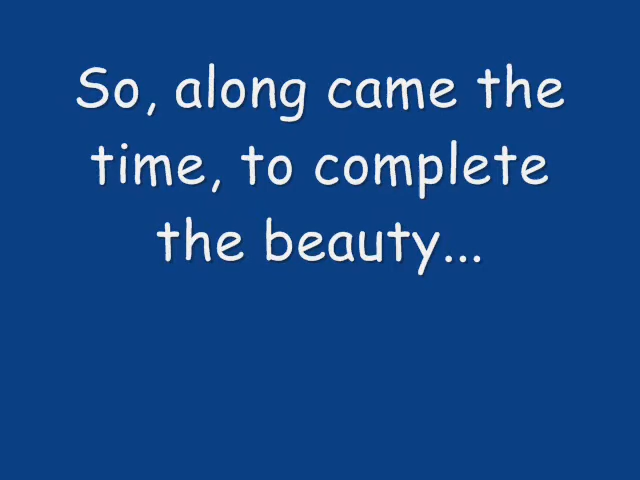 So, along came the
time, to complete
the beauty...